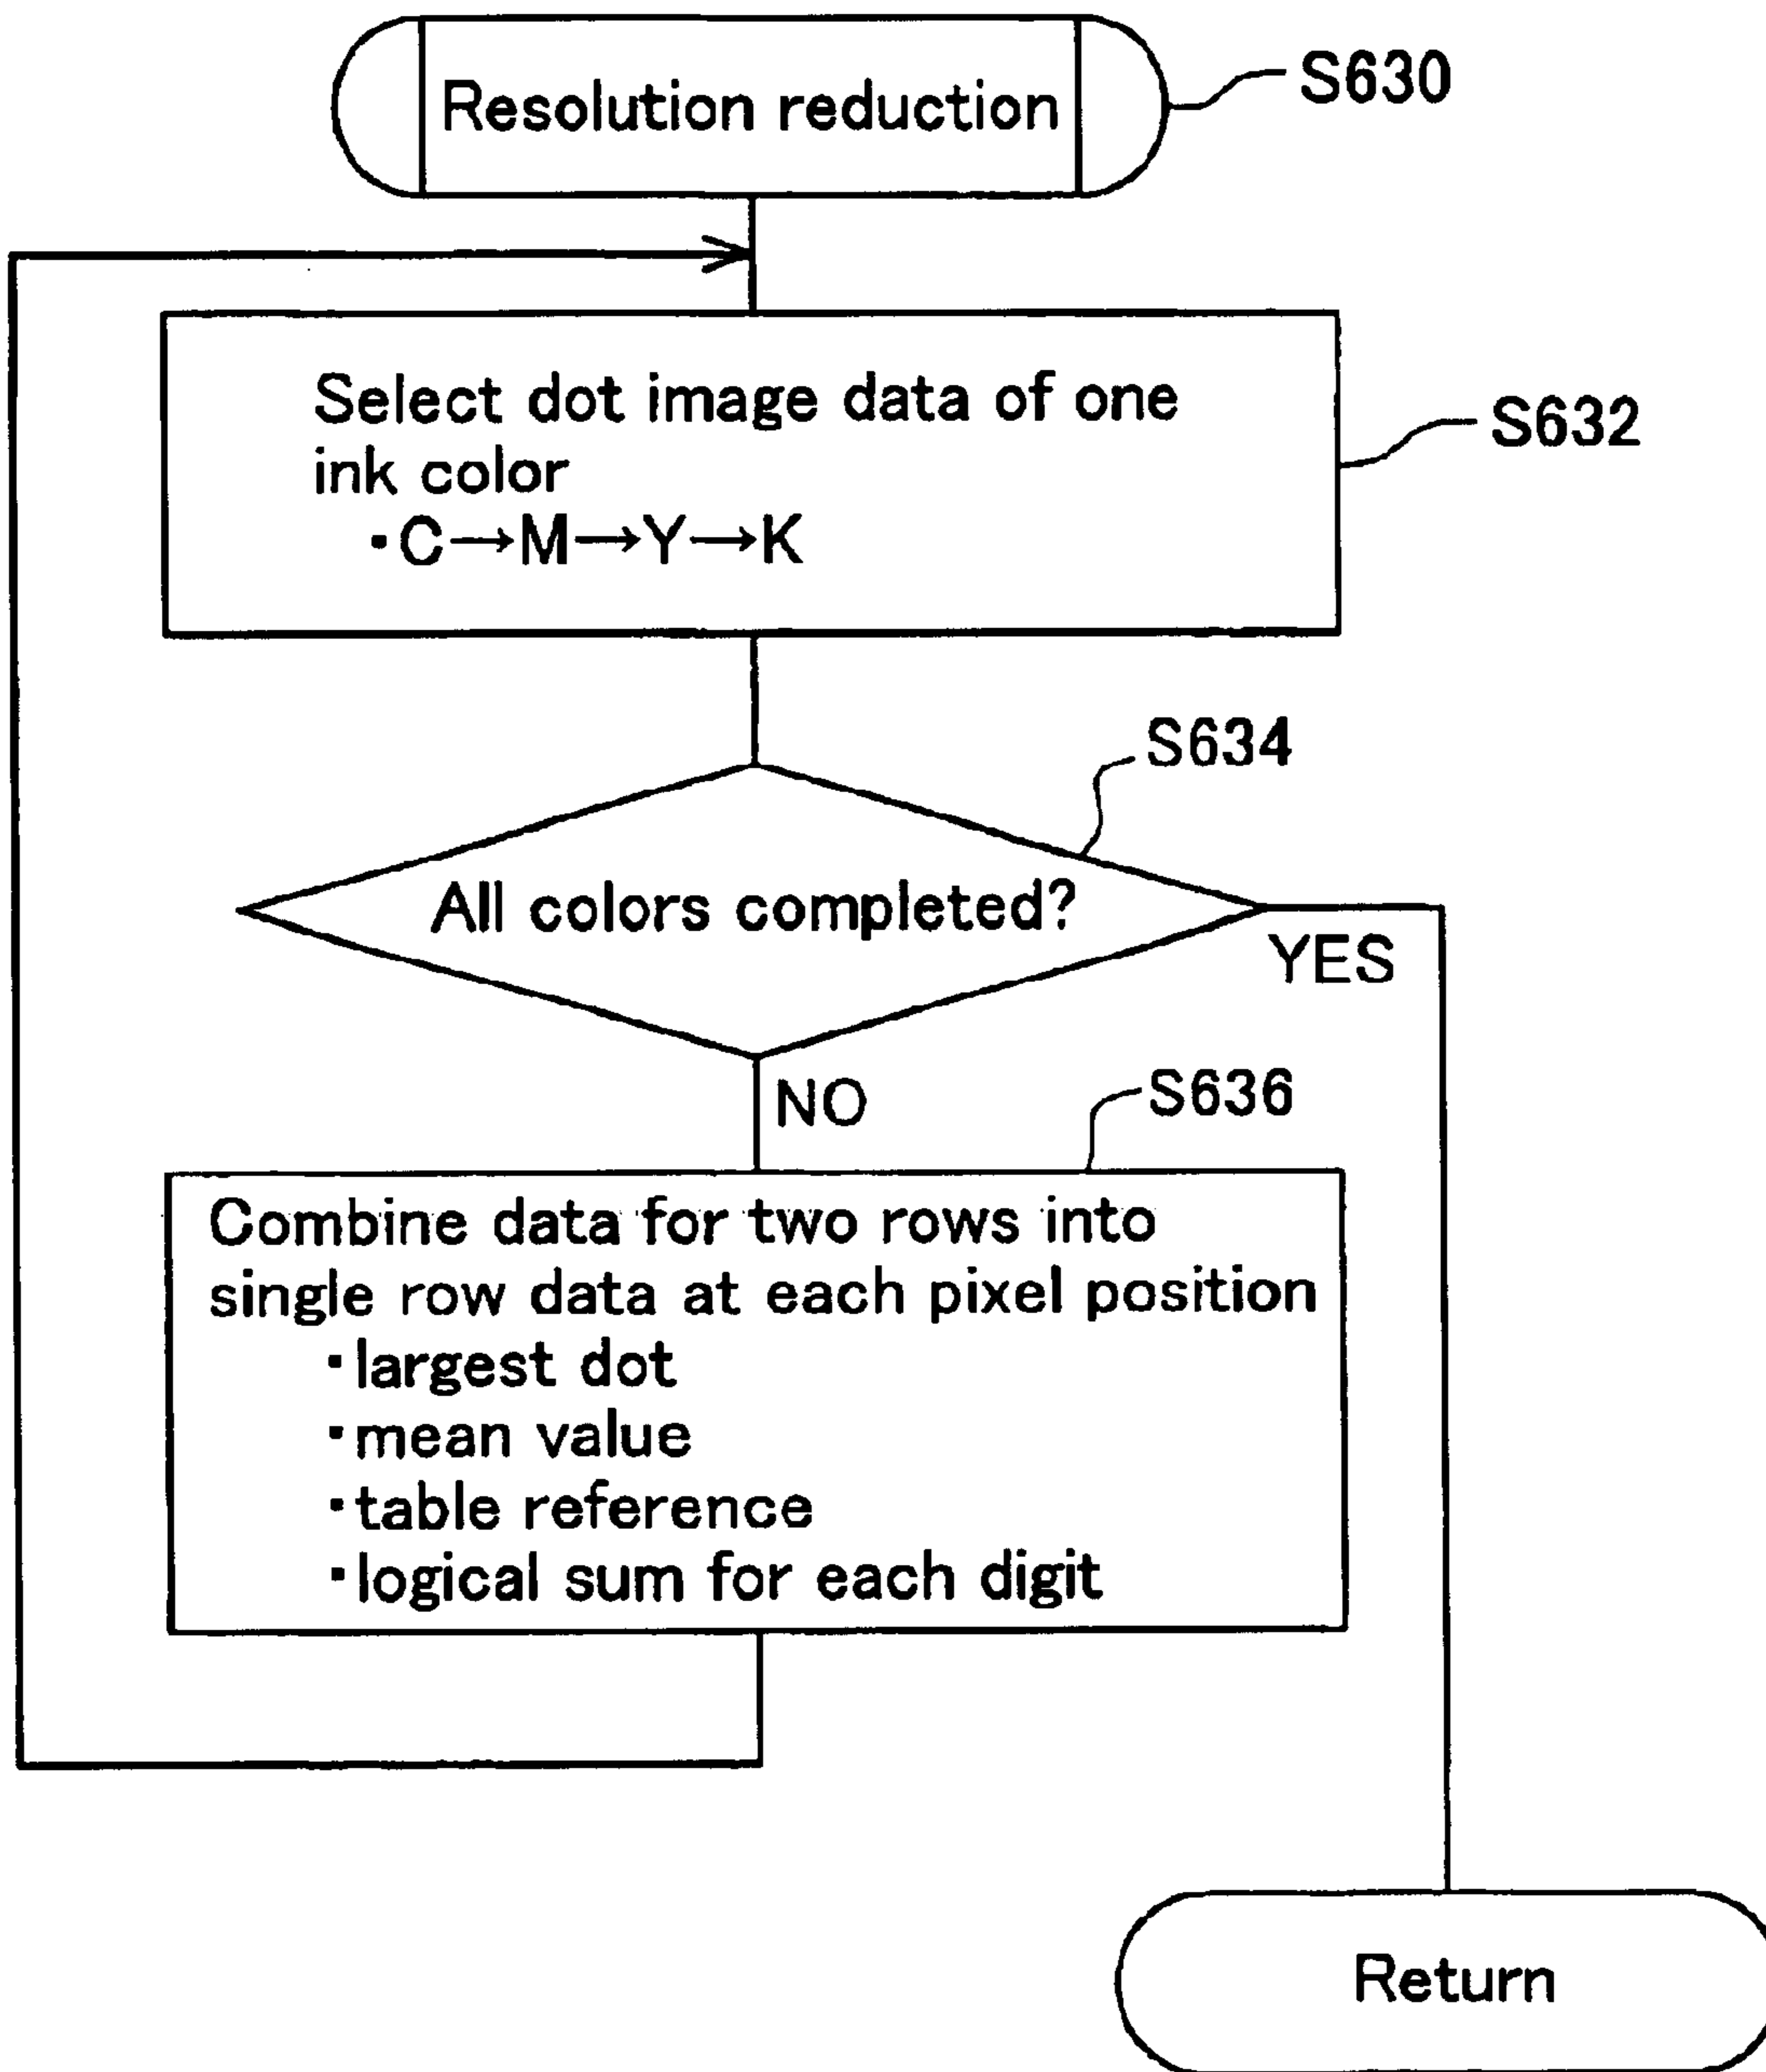 Resolution reduction
S630
Select dot image data of one
ink color
・C→M→Y→K
S632
S634
All colors completed?
YES
NO
S636
Combine data for two rows into
single row data at each pixel position
・largest dot
・mean value
・table reference
・logical sum for each digit
Return